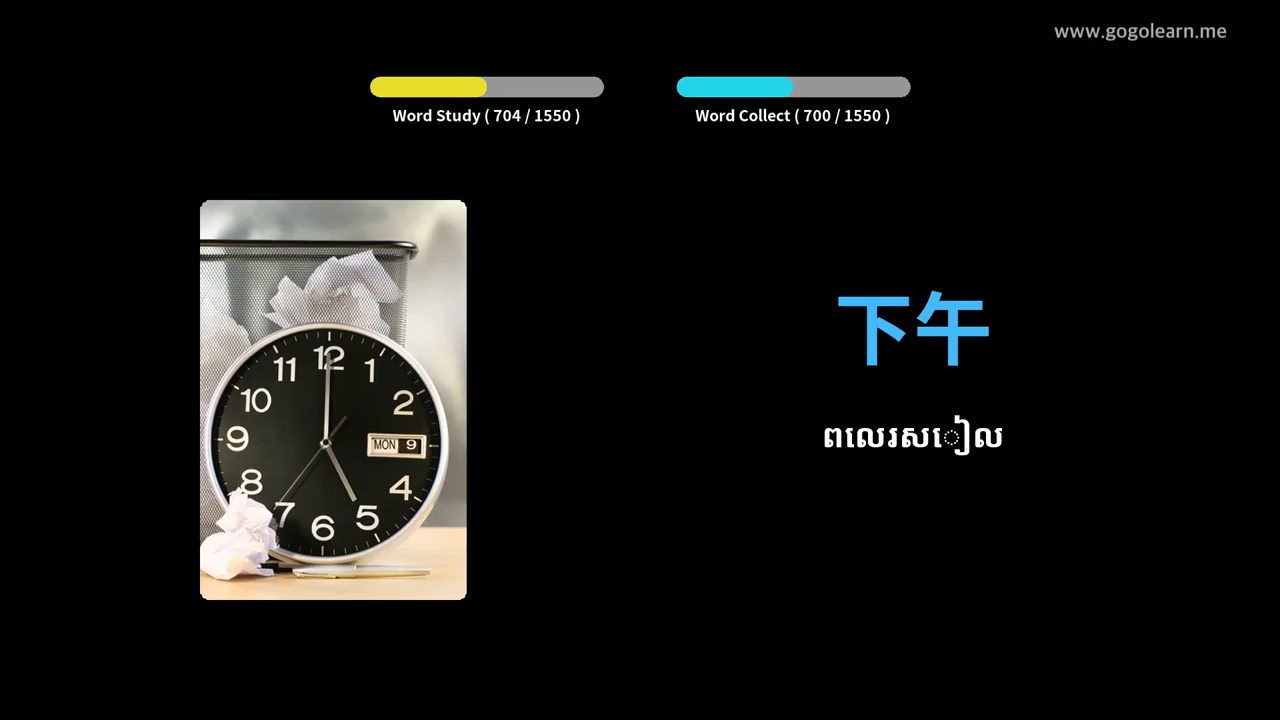 www.gogolearn.me
Word Study ( 704 / 1550 )
Word Collect ( 700 / 1550 )
12
11
1
10
2
9
MON 9
8
4
7
5
6
下午
ពេលរសៀល